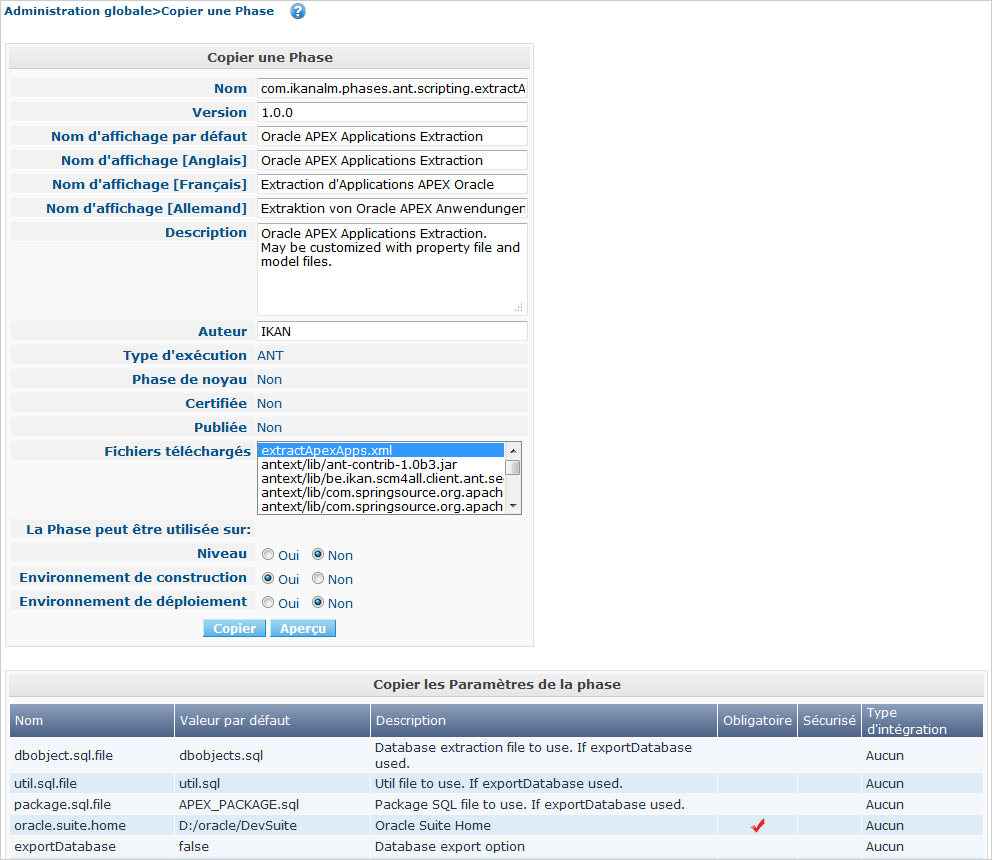 Administration globale>Copier une Phase ?
Copier une Phase
Nom com.ikanalm.phases.ant.scripting.extractA
Version 1.0.0
Nom d'affichage par défaut Oracle APEX Applications Extraction
Nom d'affichage [Anglais] Oracle APEX Applications Extraction
Nom d'affichage [Français] Extraction d'Applications APEX Oracle
Nom d'affichage [Allemand] Extraktion von Oracle APEX Anwendungen
Description Oracle APEX Applications Extraction.
May be customized with property file and
model files.
Auteur IKAN
Type d'exécution ANT
Phase de noyau Non
Certifiée Non
Publiée Non
Fichiers téléchargés extractApexApps.xml
antext/lib/ant-contrib-1.0b3.jar
antext/lib/be.ikan.scm4all.client.ant.se
antext/lib/com.springsource.org.apach
antext/lib/com.springsource.org.apach
La Phase peut être utilisée sur:
Niveau Oui Non
Environnement de construction Oui Non
Environnement de déploiement Oui Non
Copier Aperçu
Copier les Paramètres de la phase
Nom Valeur par défaut Description Obligatoire Sécurisé Type
d'intégration
dbobject.sql.file dbobjects.sql Database extraction file to use. If exportDatabase
used. Aucun
util.sql.file util.sql Util file to use. If exportDatabase used. Aucun
package.sql.file APEX_PACKAGE.sql Package SQL file to use. If exportDatabase used. Aucun
oracle.suite.home D:/oracle/DevSuite Oracle Suite Home Aucun
exportDatabase false Database export option Aucun